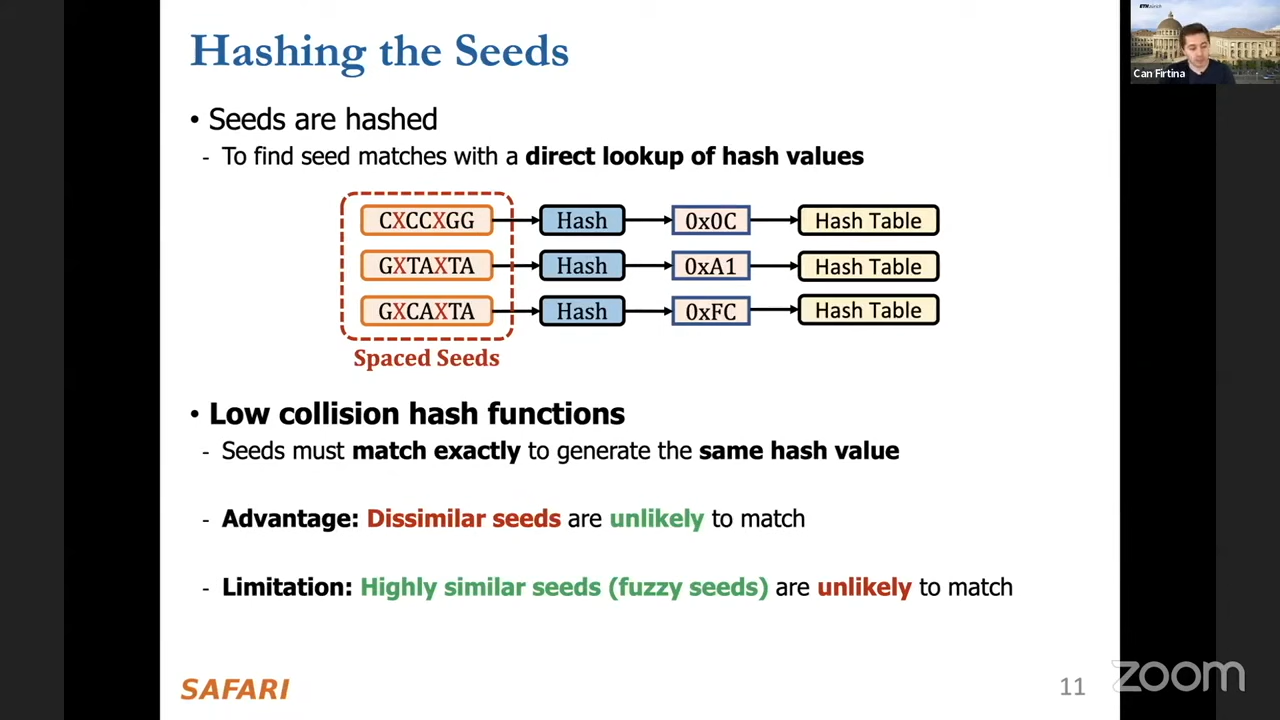 Hashing the Seeds
ETH zürich
Can Firtina
• Seeds are hashed
- To find seed matches with a direct lookup of hash values
CXCCXGG Hash 0x0C Hash Table
GXTAXTA Hash 0xA1 Hash Table
GXCAXTA Hash 0xFC Hash Table
Spaced Seeds
• Low collision hash functions
- Seeds must match exactly to generate the same hash value
- Advantage: Dissimilar seeds are unlikely to match
- Limitation: Highly similar seeds (fuzzy seeds) are unlikely to match
SAFARI
11
zoom